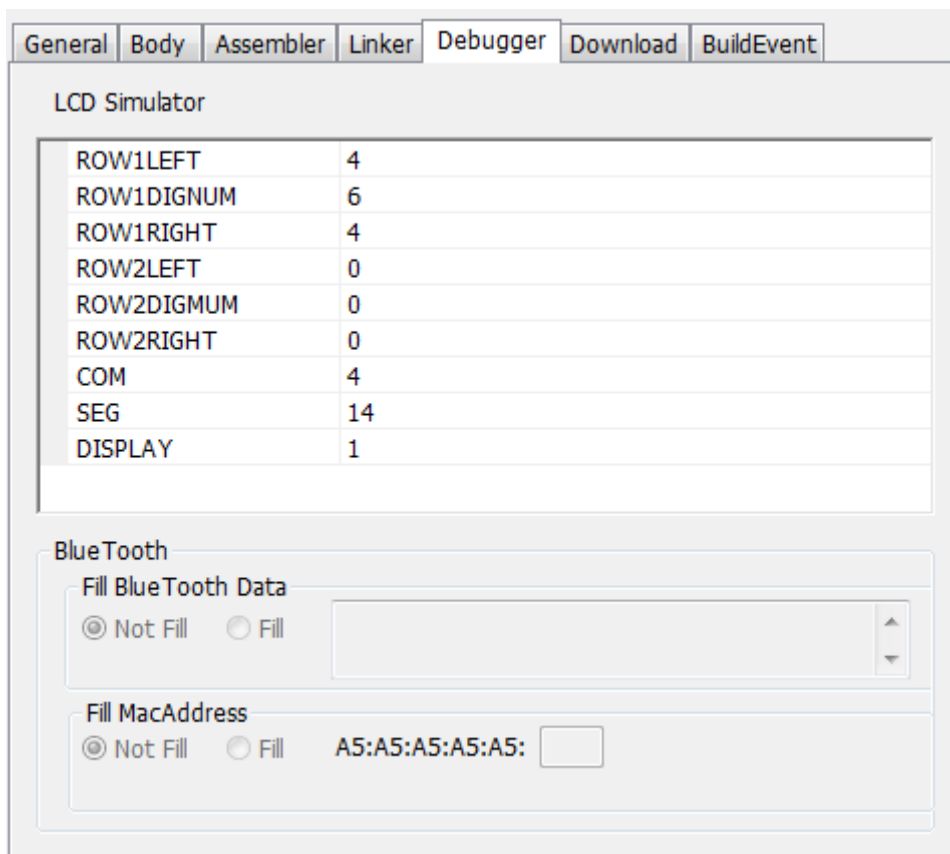 General Body Assembler Linker Debugger Download BuildEvent
LCD Simulator
ROW1LEFT 4
ROW1DIGNUM 6
ROW1RIGHT 4
ROW2LEFT 0
ROW2DIGMUM 0
ROW2RIGHT 0
COM 4
SEG 14
DISPLAY 1
BlueTooth
Fill BlueTooth Data
Not Fill Fill
Fill MacAddress
Not Fill Fill A5:A5:A5:A5:A5: